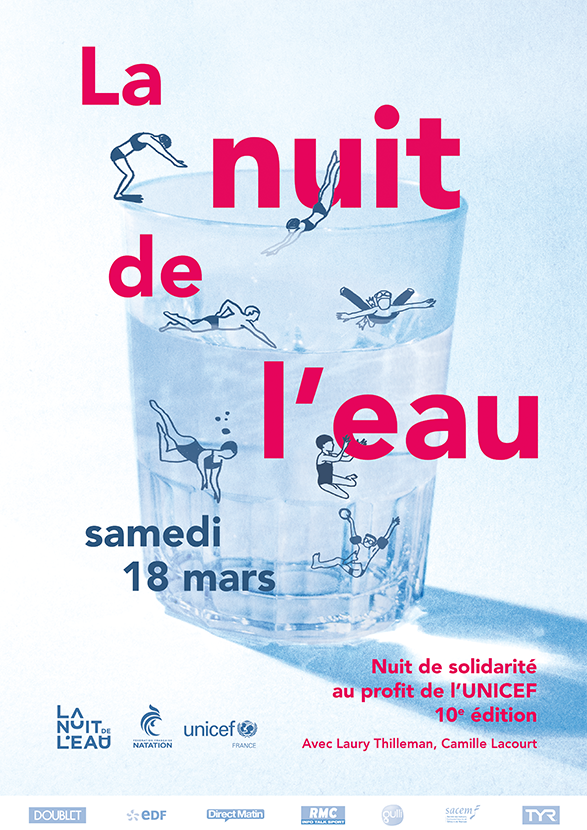 La
nuit
de
l'eau
samedi
18 mars
Nuit de solidarité
au profit de l'UNICEF
10e édition
Avec Laury Thilleman, Camille Lacourt
LA
NUIT DE
L'EAU
FÉDÉRATION FRANÇAISE
NATATION
unicef
FRANCE
DOUBLET
eDF
Direct Matin
RMC
INFO TALK SPORT
gulli
sacem
TYR